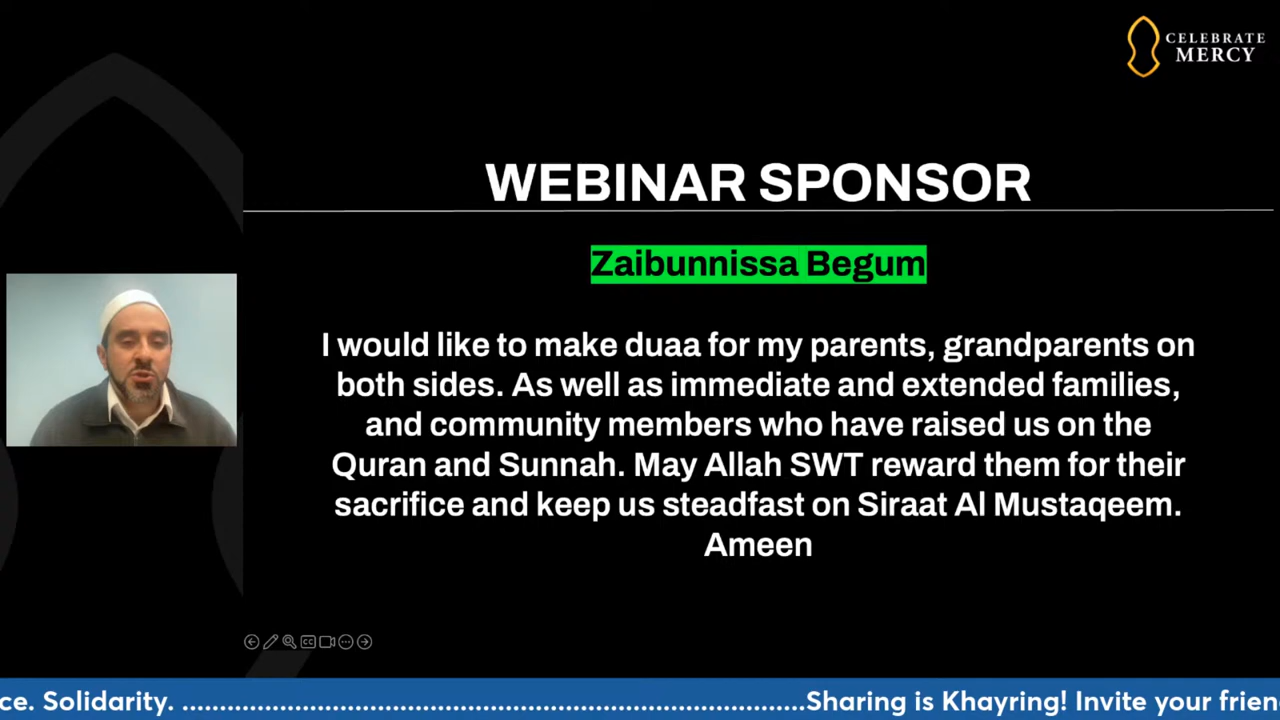 CELEBRATE
MERCY
WEBINAR SPONSOR
Zaibunnissa Begum
I would like to make duaa for my parents, grandparents on
both sides. As well as immediate and extended families,
and community members who have raised us on the
Quran and Sunnah. May Allah SWT reward them for their
sacrifice and keep us steadfast on Siraat Al Mustaqeem.
Ameen
CC
ce. Solidarity. ..........................................................................................Sharing is Khayring! Invite your frien